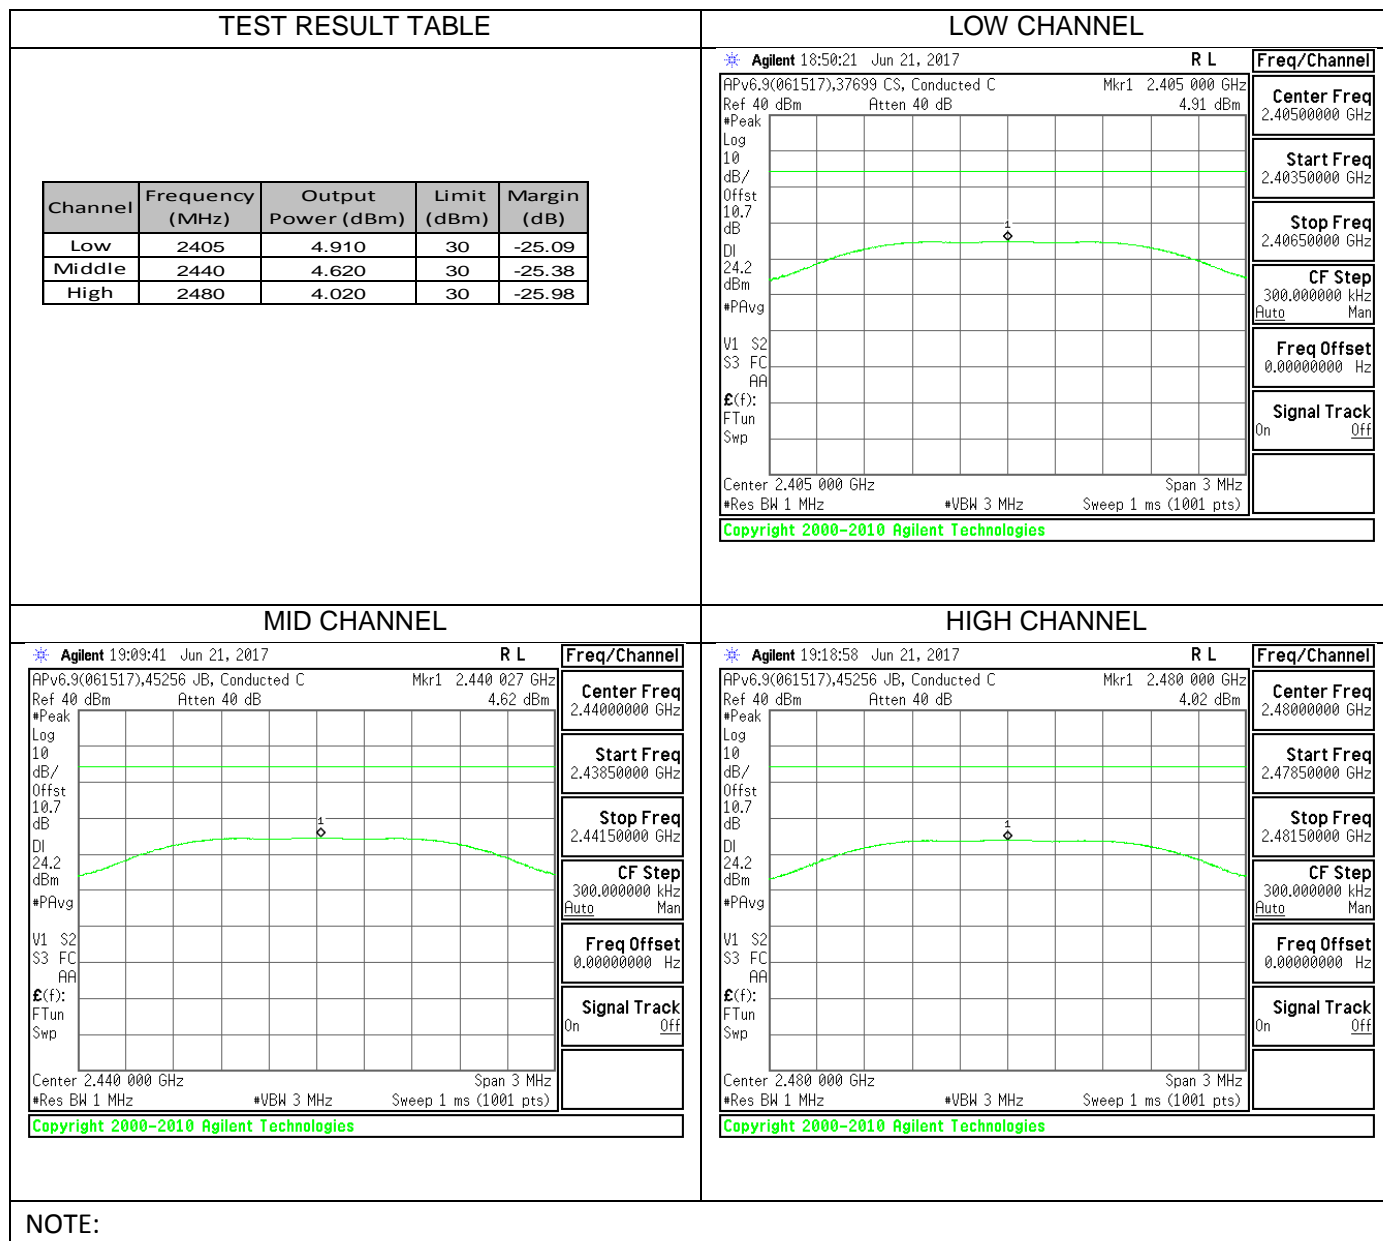 TEST RESULT TABLE
Channel Frequency (MHz) Output Power (dBm) Limit (dBm) Margin (dB)
Low 2405 4.910 30 -25.09
Middle 2440 4.620 30 -25.38
High 2480 4.020 30 -25.98
LOW CHANNEL
Agilent 18:50:21 Jun 21, 2017 R L
APv6.9(061517),37699 CS, Conducted C Mkr1 2.405 000 GHz
Ref 40 dBm Atten 40 dB 4.91 dBm
#Peak
Log
10
dB/
Offst
10.7
dB
DI
24.2
dBm
#PAvg
V1 S2
S3 FC
AA
£(f):
FTun
Swp
1
Center 2.405 000 GHz Span 3 MHz
#Res BW 1 MHz #VBW 3 MHz Sweep 1 ms (1001 pts)
Copyright 2000-2010 Agilent Technologies
Freq/Channel
Center Freq
2.40500000 GHz
Start Freq
2.40350000 GHz
Stop Freq
2.40650000 GHz
CF Step
300.000000 kHz
Auto Man
Freq Offset
0.00000000 Hz
Signal Track
On Off
MID CHANNEL
Agilent 19:09:41 Jun 21, 2017 R L
APv6.9(061517),45256 JB, Conducted C Mkr1 2.440 027 GHz
Ref 40 dBm Atten 40 dB 4.62 dBm
#Peak
Log
10
dB/
Offst
10.7
dB
DI
24.2
dBm
#PAvg
V1 S2
S3 FC
AA
£(f):
FTun
Swp
1
Center 2.440 000 GHz Span 3 MHz
#Res BW 1 MHz #VBW 3 MHz Sweep 1 ms (1001 pts)
Copyright 2000-2010 Agilent Technologies
Freq/Channel
Center Freq
2.44000000 GHz
Start Freq
2.43850000 GHz
Stop Freq
2.44150000 GHz
CF Step
300.000000 kHz
Auto Man
Freq Offset
0.00000000 Hz
Signal Track
On Off
HIGH CHANNEL
Agilent 19:18:58 Jun 21, 2017 R L
APv6.9(061517),45256 JB, Conducted C Mkr1 2.480 000 GHz
Ref 40 dBm Atten 40 dB 4.02 dBm
#Peak
Log
10
dB/
Offst
10.7
dB
DI
24.2
dBm
#PAvg
V1 S2
S3 FC
AA
£(f):
FTun
Swp
1
Center 2.480 000 GHz Span 3 MHz
#Res BW 1 MHz #VBW 3 MHz Sweep 1 ms (1001 pts)
Copyright 2000-2010 Agilent Technologies
Freq/Channel
Center Freq
2.48000000 GHz
Start Freq
2.47850000 GHz
Stop Freq
2.48150000 GHz
CF Step
300.000000 kHz
Auto Man
Freq Offset
0.00000000 Hz
Signal Track
On Off
NOTE: